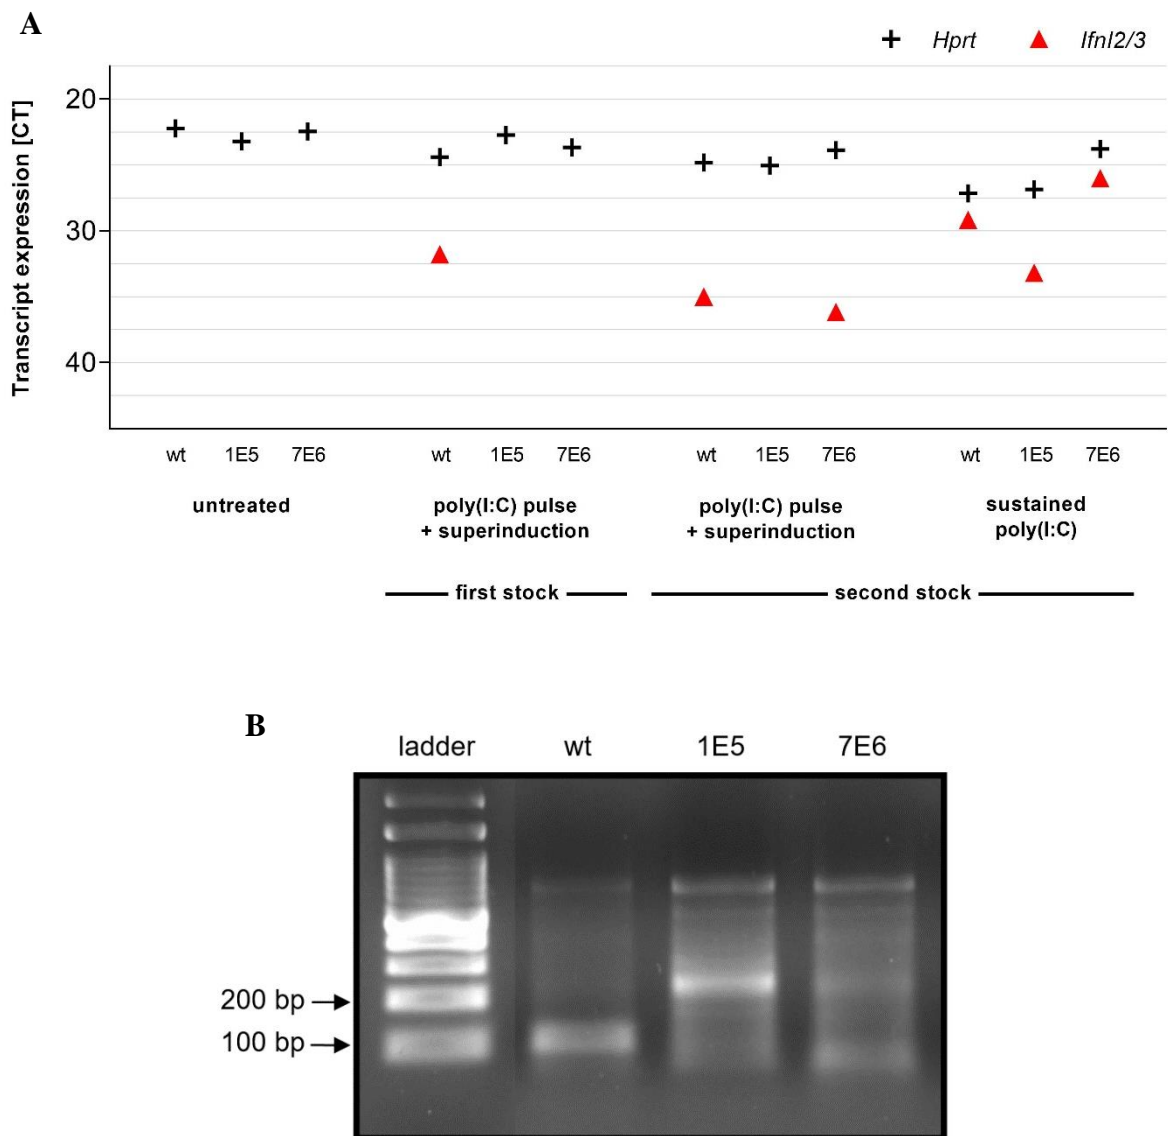 A
Hprt Ifnl2/3
Transcript expression [CT]
20
30
40
wt 1E5 7E6 wt 1E5 7E6 wt 1E5 7E6 wt 1E5 7E6
untreated
poly(I:C) pulse
+ superinduction
poly(I:C) pulse
+ superinduction
sustained
poly(I:C)
first stock
second stock
B
ladder wt 1E5 7E6
200 bp
100 bp